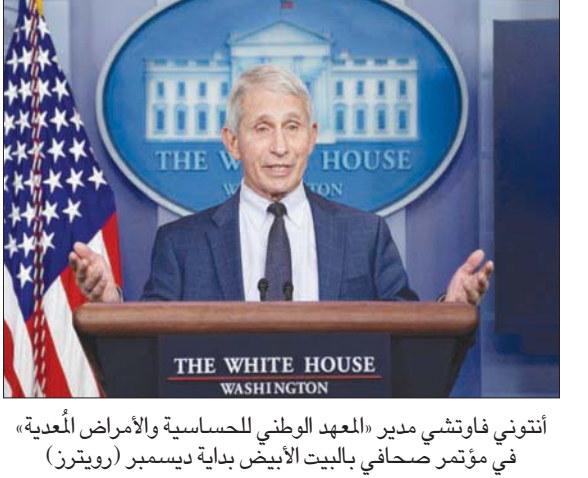 THE WHITE HOUSE
WASHINGTON
THE WHITE HOUSE
WASHINGTON
أنتوني فاوتشي مدير «المعهد الوطني للحساسية والأمراض المُعدية»
في مؤتمر صحافي بالبيت الأبيض بداية ديسمبر (رويترز)